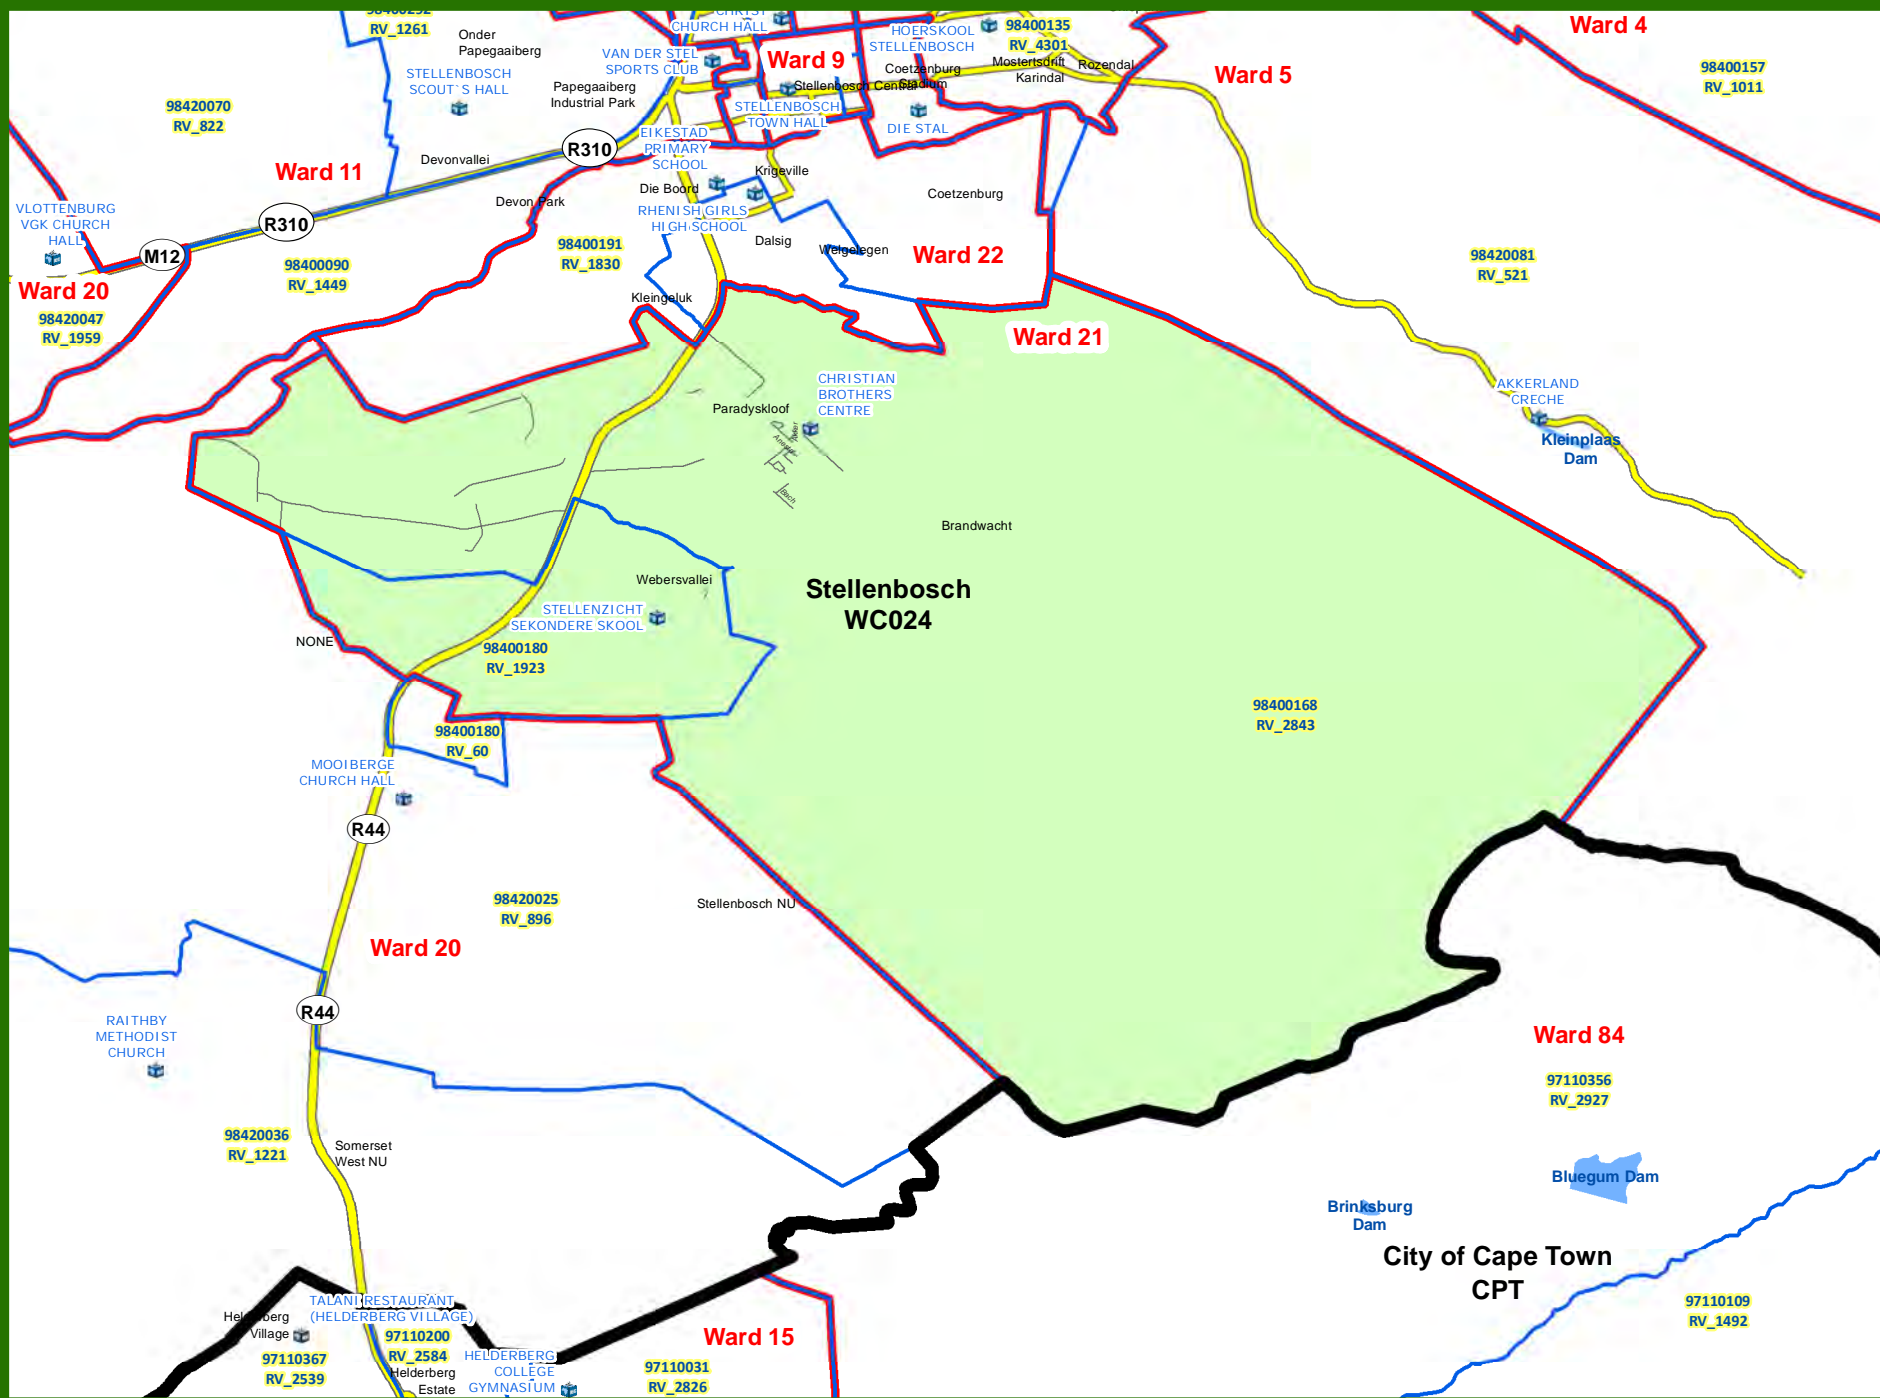 RV_1261
Onder
Papegaaiberg
STELLENBOSCH
SCOUT`S HALL
98420070
RV_822
Papegaaiberg
Industrial Park
VAN DER STEL
SPORTS CLUB
CHURCH HALL
Ward 9
HOERSKOOL
STELLENBOSCH
98400135
RV_4301
Coetzenburg
Stadium
Mostertsdrift
Karindal
Rozendal
Stellenbosch Central
STELLENBOSCH
TOWN HALL
DIE STAL
Ward 5
Ward 4
98400157
RV_1011
Ward 11
Devonvallei
R310
EIKESTAD
PRIMARY
SCHOOL
Krigeville
Die Boord
Coetzenburg
Devon Park
RHENISH GIRLS
HIGH SCHOOL
Dalsig
Welgelegen
Ward 22
VLOTTENBURG
VGK CHURCH
HALL
R310
M12
98400090
RV_1449
98400191
RV_1830
98420081
RV_521
Ward 20
98420047
RV_1959
Kleingeluk
Ward 21
CHRISTIAN
BROTHERS
CENTRE
Paradyskloof
Bach
AKKERLAND
CRECHE
Kleinplaas
Dam
Brandwacht
Webersvallei
Stellenbosch
WC024
STELLENZICHT
SEKONDERE SKOOL
NONE
98400180
RV_1923
98400168
RV_2843
98400180
RV_60
MOOIBERGE
CHURCH HALL
R44
98420025
RV_896
Stellenbosch NU
Ward 20
R44
RAITHBY
METHODIST
CHURCH
Ward 84
97110356
RV_2927
98420036
RV_1221
Somerset
West NU
Bluegum Dam
Brinksburg
Dam
City of Cape Town
CPT
TALANI RESTAURANT
(HELDERBERG VILLAGE)
Helderberg
Village
97110367
RV_2539
97110200
RV_2584
Helderberg
Estate
HELDERBERG
COLLEGE
GYMNASIUM
Ward 15
97110031
RV_2826
97110109
RV_1492